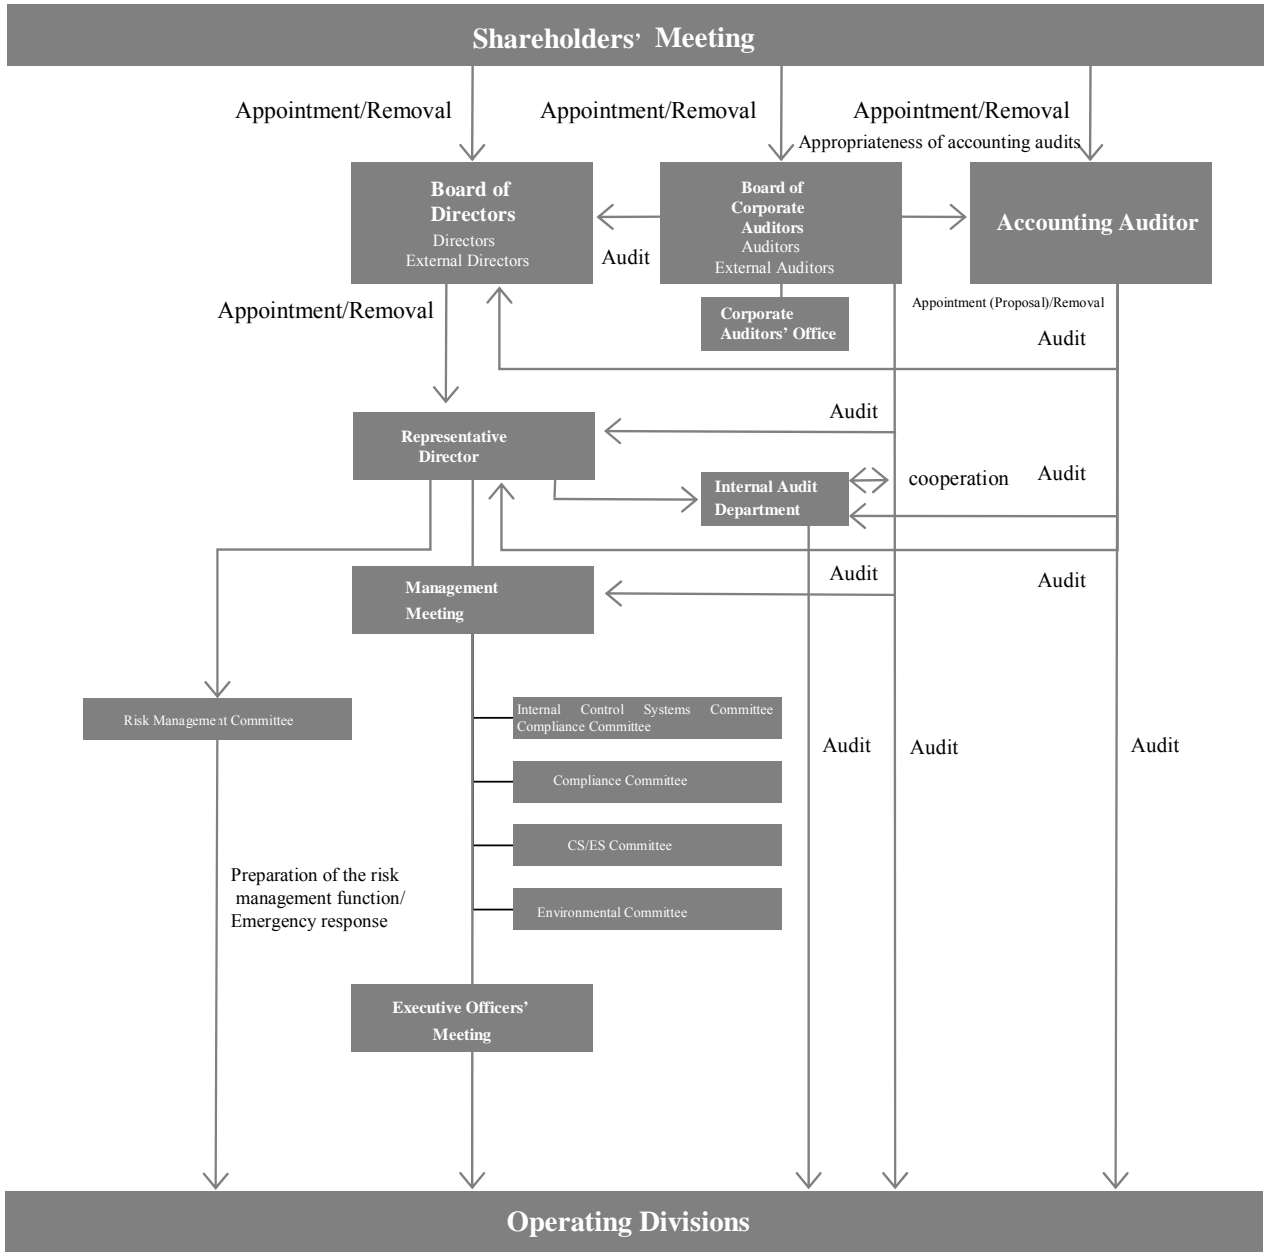 Shareholders’ Meeting
Appointment/Removal
Appointment/Removal
Appointment/Removal
Appropriateness of accounting audits
Board of
Directors
Directors
External Directors
Audit
Board of
Corporate
Auditors
Auditors
External Auditors
Accounting Auditor
Appointment/Removal
Corporate
Auditors’ Office
Appointment (Proposal)/Removal
Audit
Audit
Representative
Director
Internal Audit
Department
cooperation
Audit
Management
Meeting
Audit
Audit
Risk Management Committee
Internal Control Systems Committee
Compliance Committee
Compliance Committee
CS/ES Committee
Environmental Committee
Audit
Audit
Audit
Preparation of the risk
management function/
Emergency response
Executive Officers’
Meeting
Operating Divisions